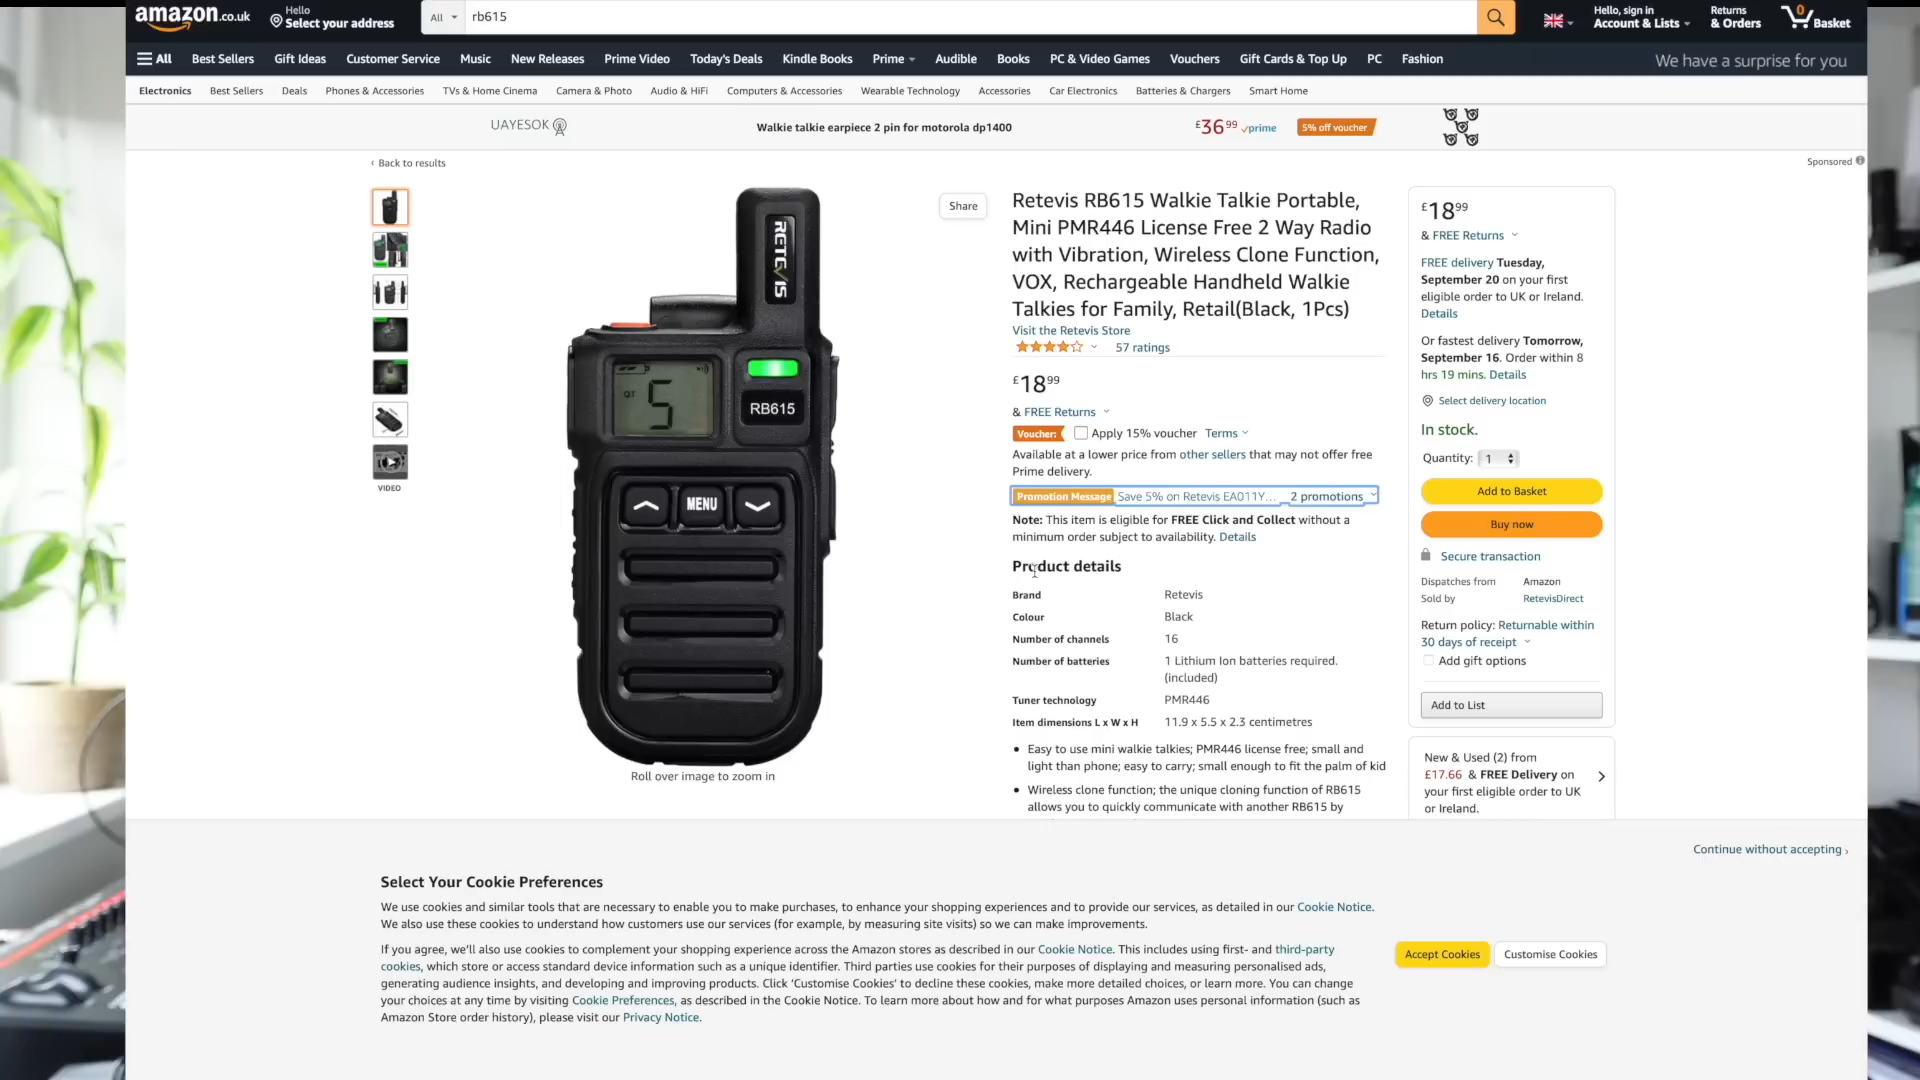 amazon.co.uk
Hello
Select your address
All
rb615
Hello, sign in
Account & Lists
Returns
& Orders
0
Basket
All
Best Sellers
Gift Ideas
Customer Service
Music
New Releases
Prime Video
Today's Deals
Kindle Books
Prime
Audible
Books
PC & Video Games
Vouchers
Gift Cards & Top Up
PC
Fashion
We have a surprise for you
Electronics
Best Sellers
Deals
Phones & Accessories
TVs & Home Cinema
Camera & Photo
Audio & HiFi
Computers & Accessories
Wearable Technology
Accessories
Car Electronics
Batteries & Chargers
Smart Home
UAYESOK
Walkie talkie earpiece 2 pin for motorola dp1400
£36.99 prime
5% off voucher
Sponsored
‹ Back to results
VIDEO
RETEVIS
QT 5
RB615
MENU
Roll over image to zoom in
Share
Retevis RB615 Walkie Talkie Portable,
Mini PMR446 License Free 2 Way Radio
with Vibration, Wireless Clone Function,
VOX, Rechargeable Handheld Walkie
Talkies for Family, Retail(Black, 1Pcs)
Visit the Retevis Store
57 ratings
£18.99
& FREE Returns
Voucher: Apply 15% voucher Terms
Available at a lower price from other sellers that may not offer free
Prime delivery.
Promotion Message Save 5% on Retevis EA011Y... 2 promotions
Note: This item is eligible for FREE Click and Collect without a
minimum order subject to availability. Details
Product details
Brand Retevis
Colour Black
Number of channels 16
Number of batteries 1 Lithium Ion batteries required.
(included)
Tuner technology PMR446
Item dimensions L x W x H 11.9 x 5.5 x 2.3 centimetres
• Easy to use mini walkie talkies; PMR446 license free; small and
light than phone; easy to carry; small enough to fit the palm of kid
• Wireless clone function; the unique cloning function of RB615
allows you to quickly communicate with another RB615 by
£18.99
& FREE Returns
FREE delivery Tuesday,
September 20 on your first
eligible order to UK or Ireland.
Details
Or fastest delivery Tomorrow,
September 16. Order within 8
hrs 19 mins. Details
Select delivery location
In stock.
Quantity: 1
Add to Basket
Buy now
Secure transaction
Dispatches from Amazon
Sold by RetevisDirect
Return policy: Returnable within
30 days of receipt
Add gift options
Add to List
New & Used (2) from
£17.66 & FREE Delivery on
your first eligible order to UK
or Ireland.
Continue without accepting ›
Select Your Cookie Preferences
We use cookies and similar tools that are necessary to enable you to make purchases, to enhance your shopping experiences and to provide our services, as detailed in our Cookie Notice.
We also use these cookies to understand how customers use our services (for example, by measuring site visits) so we can make improvements.
If you agree, we'll also use cookies to complement your shopping experience across the Amazon stores as described in our Cookie Notice. This includes using first- and third-party
cookies, which store or access standard device information such as a unique identifier. Third parties use cookies for their purposes of displaying and measuring personalised ads,
generating audience insights, and developing and improving products. Click 'Customise Cookies' to decline these cookies, make more detailed choices, or learn more. You can change
your choices at any time by visiting Cookie Preferences, as described in the Cookie Notice. To learn more about how and for what purposes Amazon uses personal information (such as
Amazon Store order history), please visit our Privacy Notice.
Accept Cookies
Customise Cookies